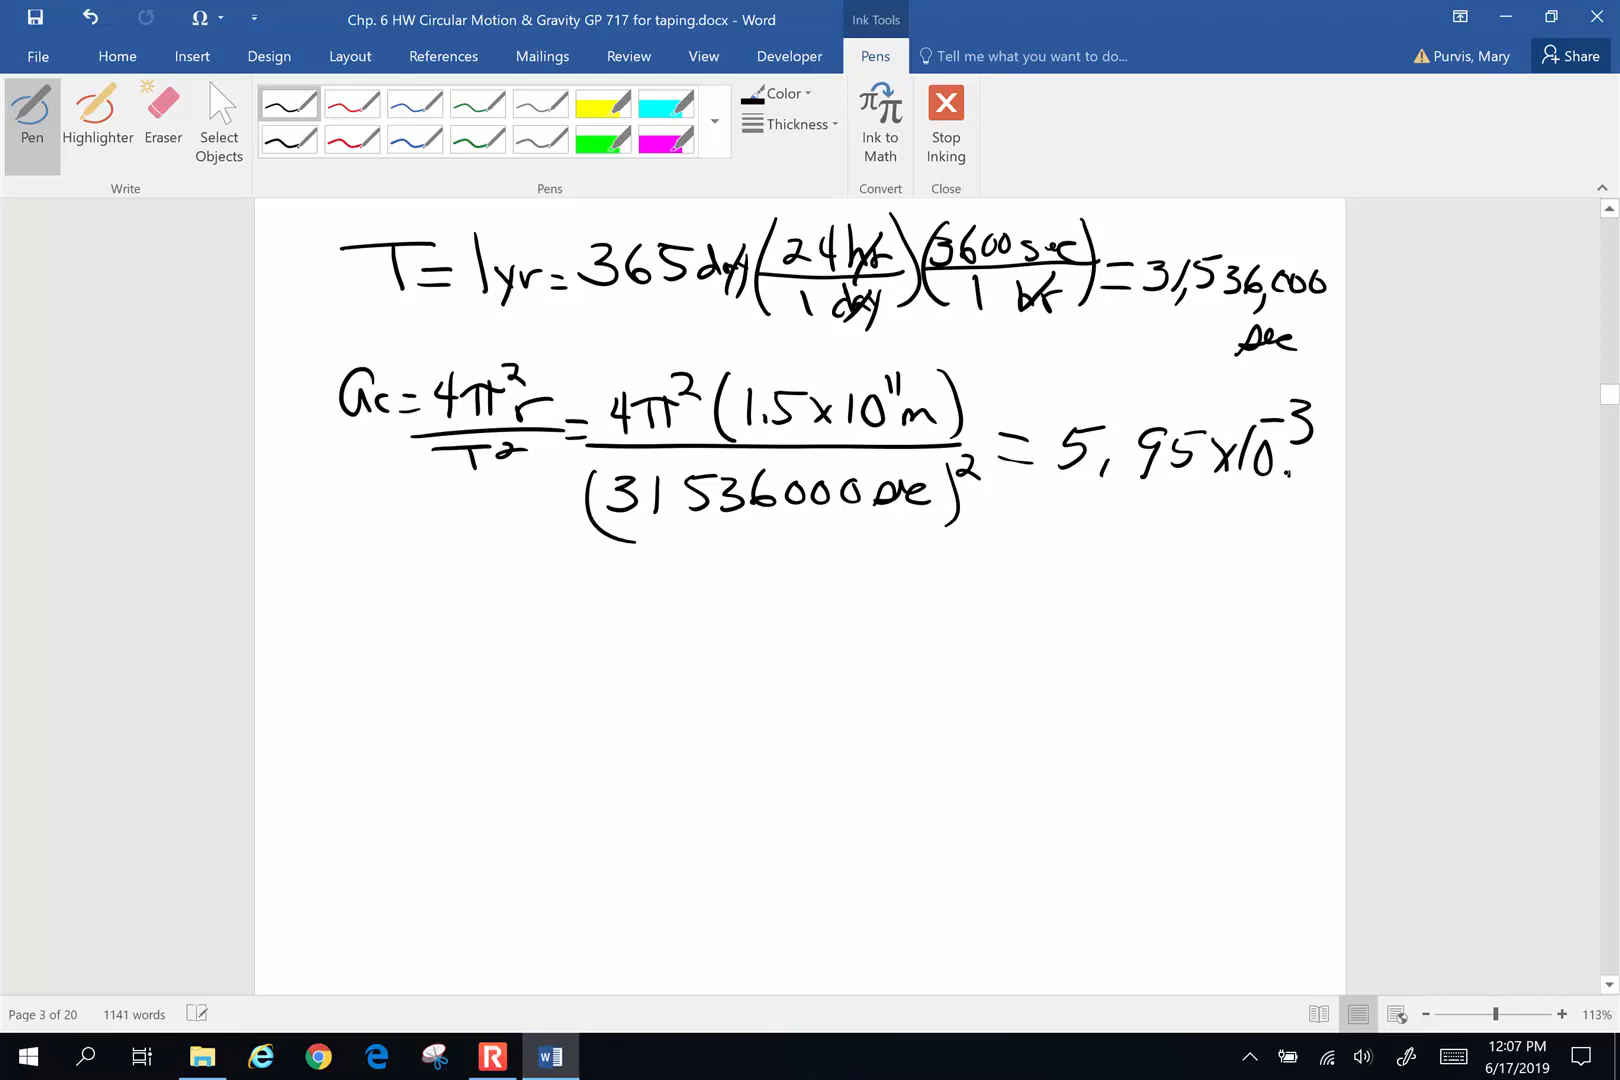 Chp. 6 HW Circular Motion & Gravity GP 717 for taping.docx - Word
Ink Tools
File Home Insert Design Layout References Mailings Review View Developer Pens Tell me what you want to do... Purvis, Mary Share
Pen Highlighter Eraser Select Objects
Color
Thickness
Ink to Math
Stop Inking
Write Pens Convert Close
T = 1yr = 365 day (24 hr / 1 day) (3600 sec / 1 hr) = 31,536,000 sec
ac = 4π²r / T² = 4π² (1.5 x 10¹¹ m) / (31 536000 sec)² = 5.95 x 10⁻³
Page 3 of 20 1141 words 113%
12:07 PM
6/17/2019